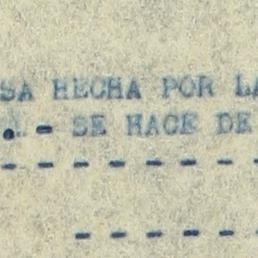 SA HECHA POR LA
.- SE HACE DE
- - - - - - - -
- - - - - -